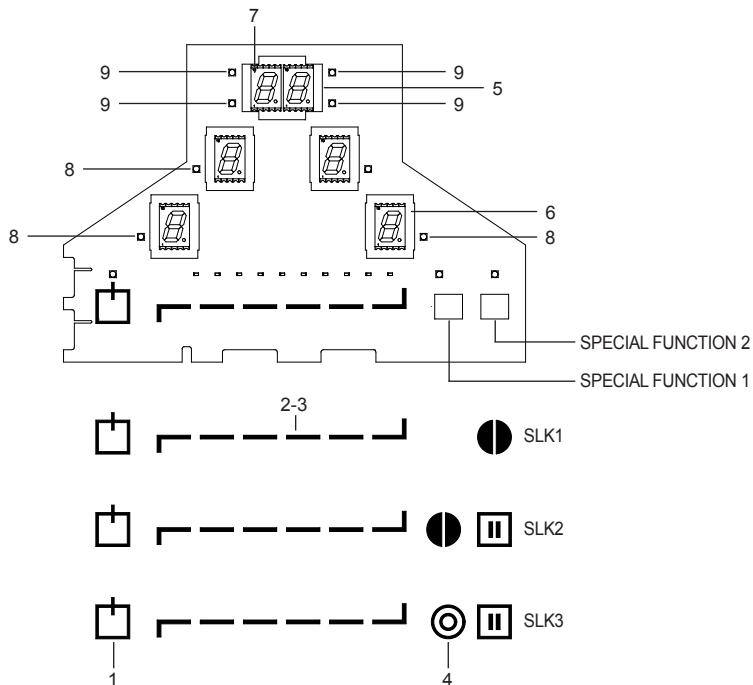 7
9 9
5
9 9
8
6
8 8
SPECIAL FUNCTION 2
SPECIAL FUNCTION 1
2-3
SLK1
SLK2
SLK3
1 4